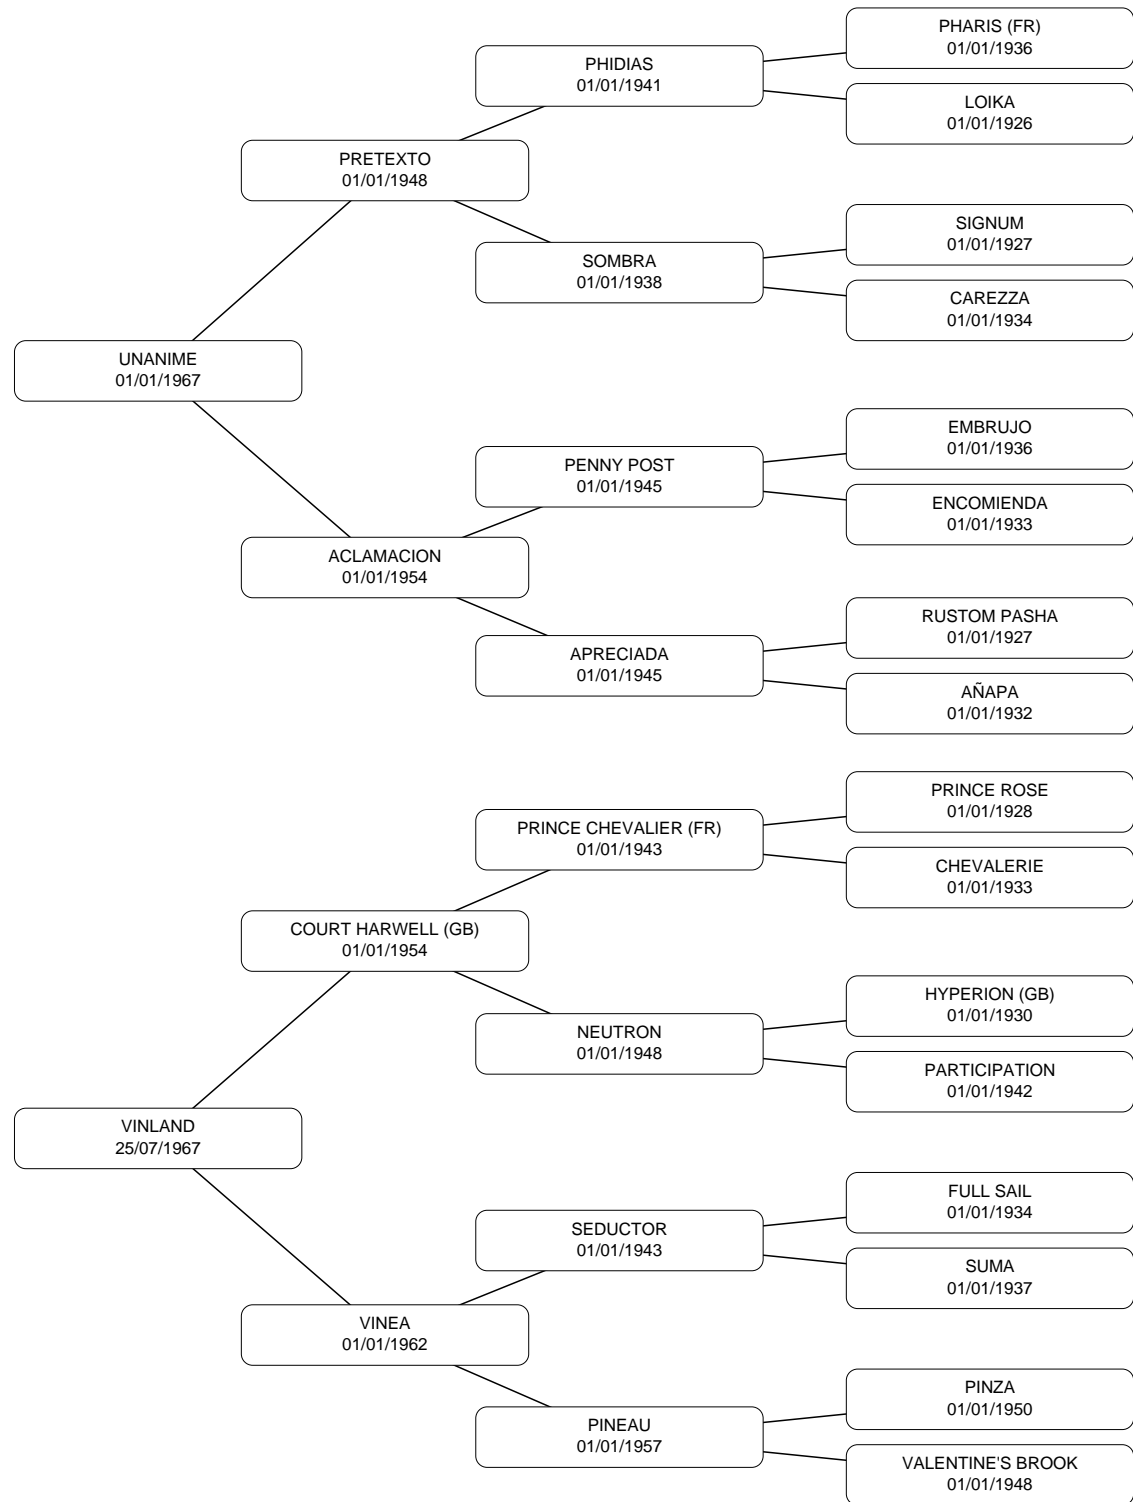 PHARIS (FR)
01/01/1936
PHIDIAS
01/01/1941
LOIKA
01/01/1926
PRETEXTO
01/01/1948
SIGNUM
01/01/1927
SOMBRA
01/01/1938
CAREZZA
01/01/1934
UNANIME
01/01/1967
EMBRUJO
01/01/1936
PENNY POST
01/01/1945
ENCOMIENDA
01/01/1933
ACLAMACION
01/01/1954
RUSTOM PASHA
01/01/1927
APRECIADA
01/01/1945
AÑAPA
01/01/1932
PRINCE ROSE
01/01/1928
PRINCE CHEVALIER (FR)
01/01/1943
CHEVALERIE
01/01/1933
COURT HARWELL (GB)
01/01/1954
HYPERION (GB)
01/01/1930
NEUTRON
01/01/1948
PARTICIPATION
01/01/1942
VINLAND
25/07/1967
FULL SAIL
01/01/1934
SEDUCTOR
01/01/1943
SUMA
01/01/1937
VINEA
01/01/1962
PINZA
01/01/1950
PINEAU
01/01/1957
VALENTINE'S BROOK
01/01/1948